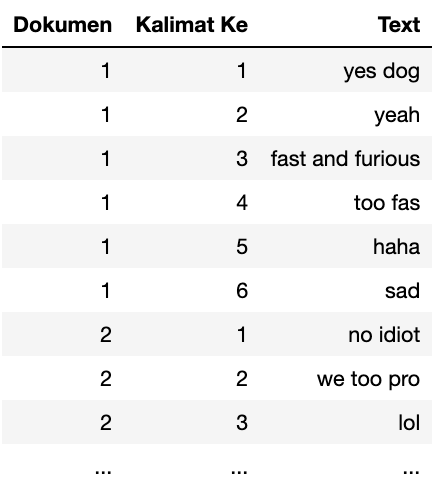 Dokumen Kalimat Ke Text
1 1 yes dog
1 2 yeah
1 3 fast and furious
1 4 too fas
1 5 haha
1 6 sad
2 1 no idiot
2 2 we too pro
2 3 lol
... ... ...